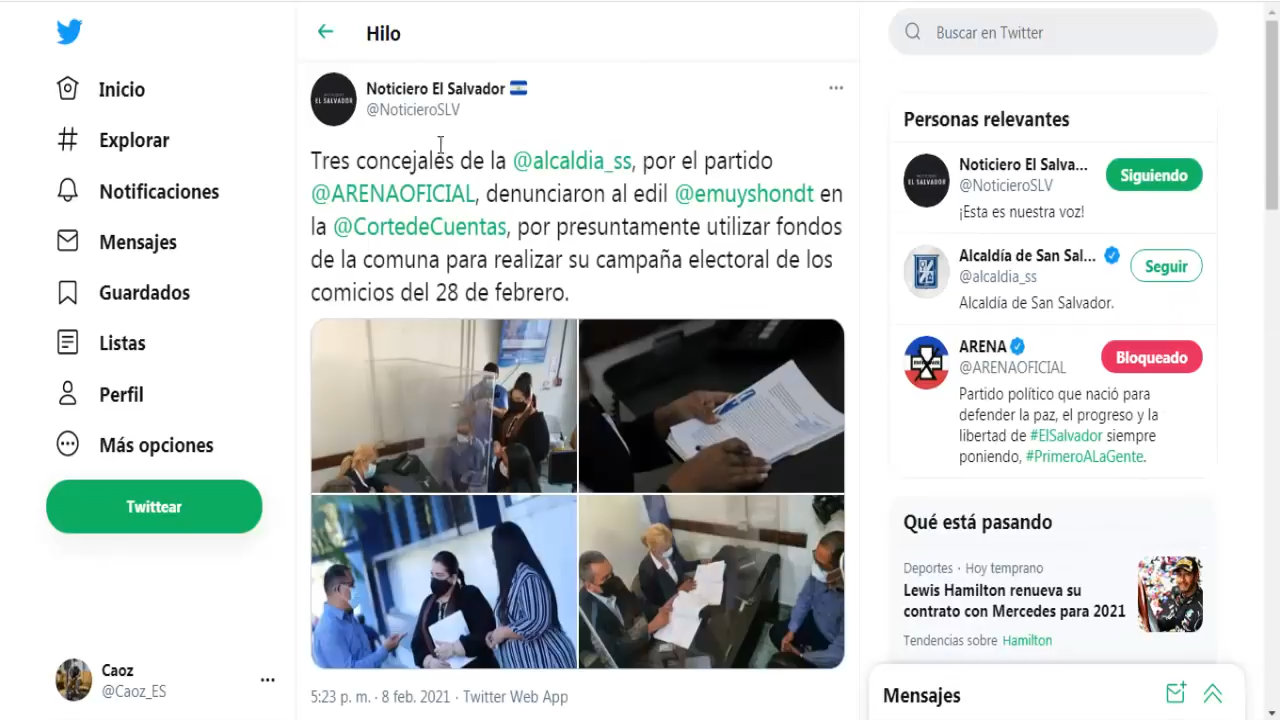 Inicio
Explorar
Notificaciones
Mensajes
Guardados
Listas
Perfil
Más opciones
Twittear
Caoz
@Caoz_ES
Hilo
Noticiero El Salvador
@NoticieroSLV
Tres concejales de la @alcaldia_ss, por el partido
@ARENAOFICIAL, denunciaron al edil @emuyshondt en
la @CortedeCuentas, por presuntamente utilizar fondos
de la comuna para realizar su campaña electoral de los
comicios del 28 de febrero.
5:23 p. m. · 8 feb. 2021 · Twitter Web App
Buscar en Twitter
Personas relevantes
Noticiero El Salva...
@NoticieroSLV
Siguiendo
¡Esta es nuestra voz!
Alcaldía de San Sal...
@alcaldia_ss
Seguir
Alcaldía de San Salvador.
ARENA
@ARENAOFICIAL
Bloqueado
Partido político que nació para
defender la paz, el progreso y la
libertad de #ElSalvador siempre
poniendo, #PrimeroALaGente.
Qué está pasando
Deportes · Hoy temprano
Lewis Hamilton renueva su
contrato con Mercedes para 2021
Tendencias sobre Hamilton
Mensajes